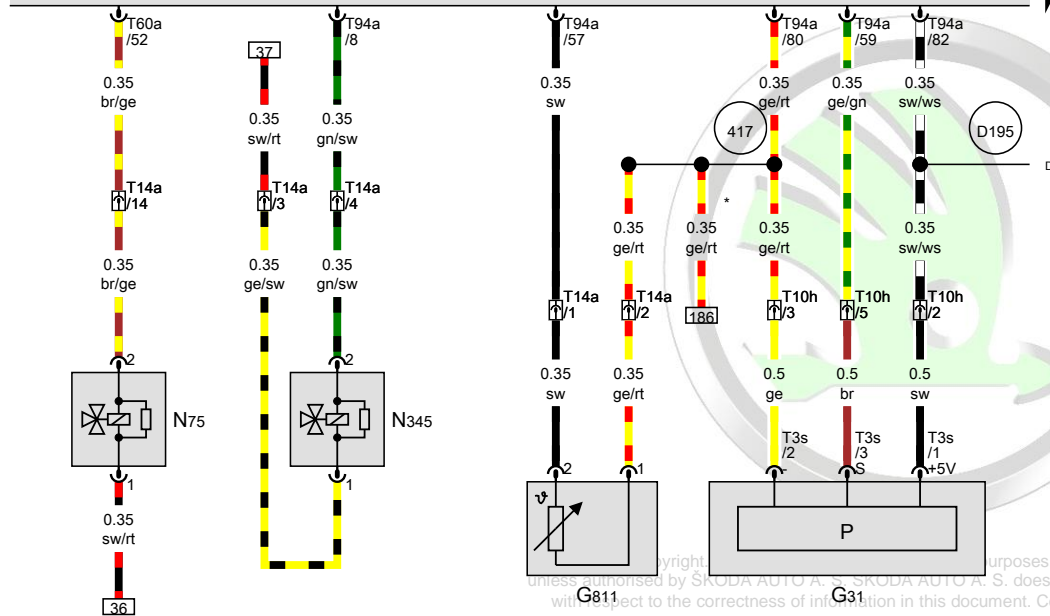 T60a
/52
T94a
/8
T94a
/57
T94a
/80
T94a
/59
T94a
/82
37
0.35
br/ge
0.35
sw/rt
0.35
gn/sw
0.35
sw
0.35
ge/rt
0.35
ge/gn
0.35
sw/ws
417
D195
T14a
/14
T14a
/3
T14a
/4
*
0.35
br/ge
0.35
ge/sw
0.35
gn/sw
0.35
ge/rt
0.35
ge/rt
0.35
ge/rt
0.35
sw/ws
T14a
/1
T14a
/2
186
T10h
/3
T10h
/5
T10h
/2
2
2
0.35
sw
0.35
ge/rt
0.5
ge
0.5
br
0.5
sw
N75
N345
T3s
/2
-
T3s
/3
S
T3s
/1
+5V
1
1
2
1
ϑ
0.35
sw/rt
P
36
G811
G31
yright.
urposes
unless authorised by ŠKODA AUTO A. S. ŠKODA AUTO A. S. does
with respect to the correctness of information in this document. C